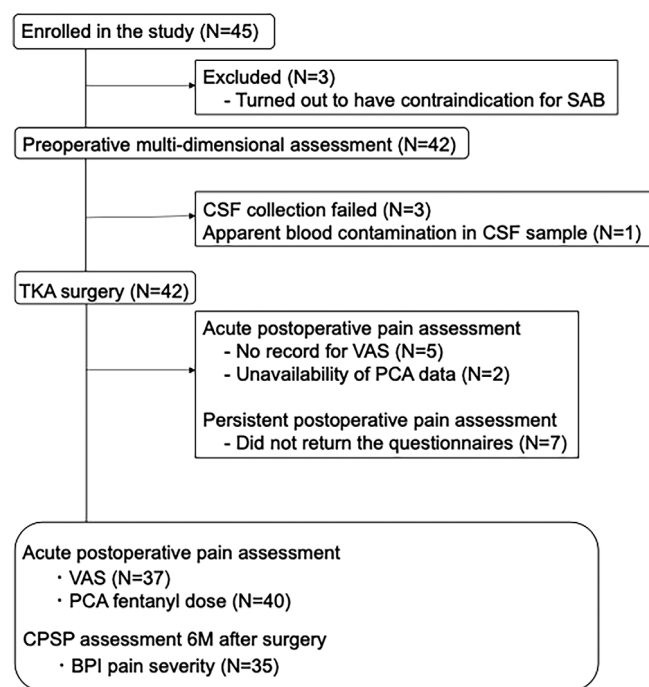 Enrolled in the study (N=45)
Excluded (N=3)
- Turned out to have contraindication for SAB
Preoperative multi-dimensional assessment (N=42)
CSF collection failed (N=3)
Apparent blood contamination in CSF sample (N=1)
TKA surgery (N=42)
Acute postoperative pain assessment
- No record for VAS (N=5)
- Unavailability of PCA data (N=2)
Persistent postoperative pain assessment
- Did not return the questionnaires (N=7)
Acute postoperative pain assessment
・VAS (N=37)
・PCA fentanyl dose (N=40)
CPSP assessment 6M after surgery
・BPI pain severity (N=35)